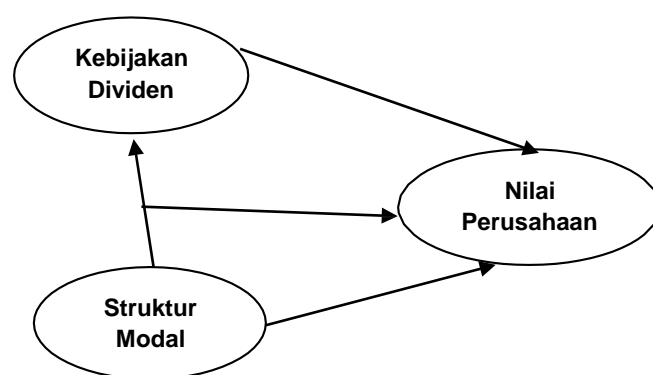 Kebijakan
Dividen
Nilai
Perusahaan
Struktur
Modal